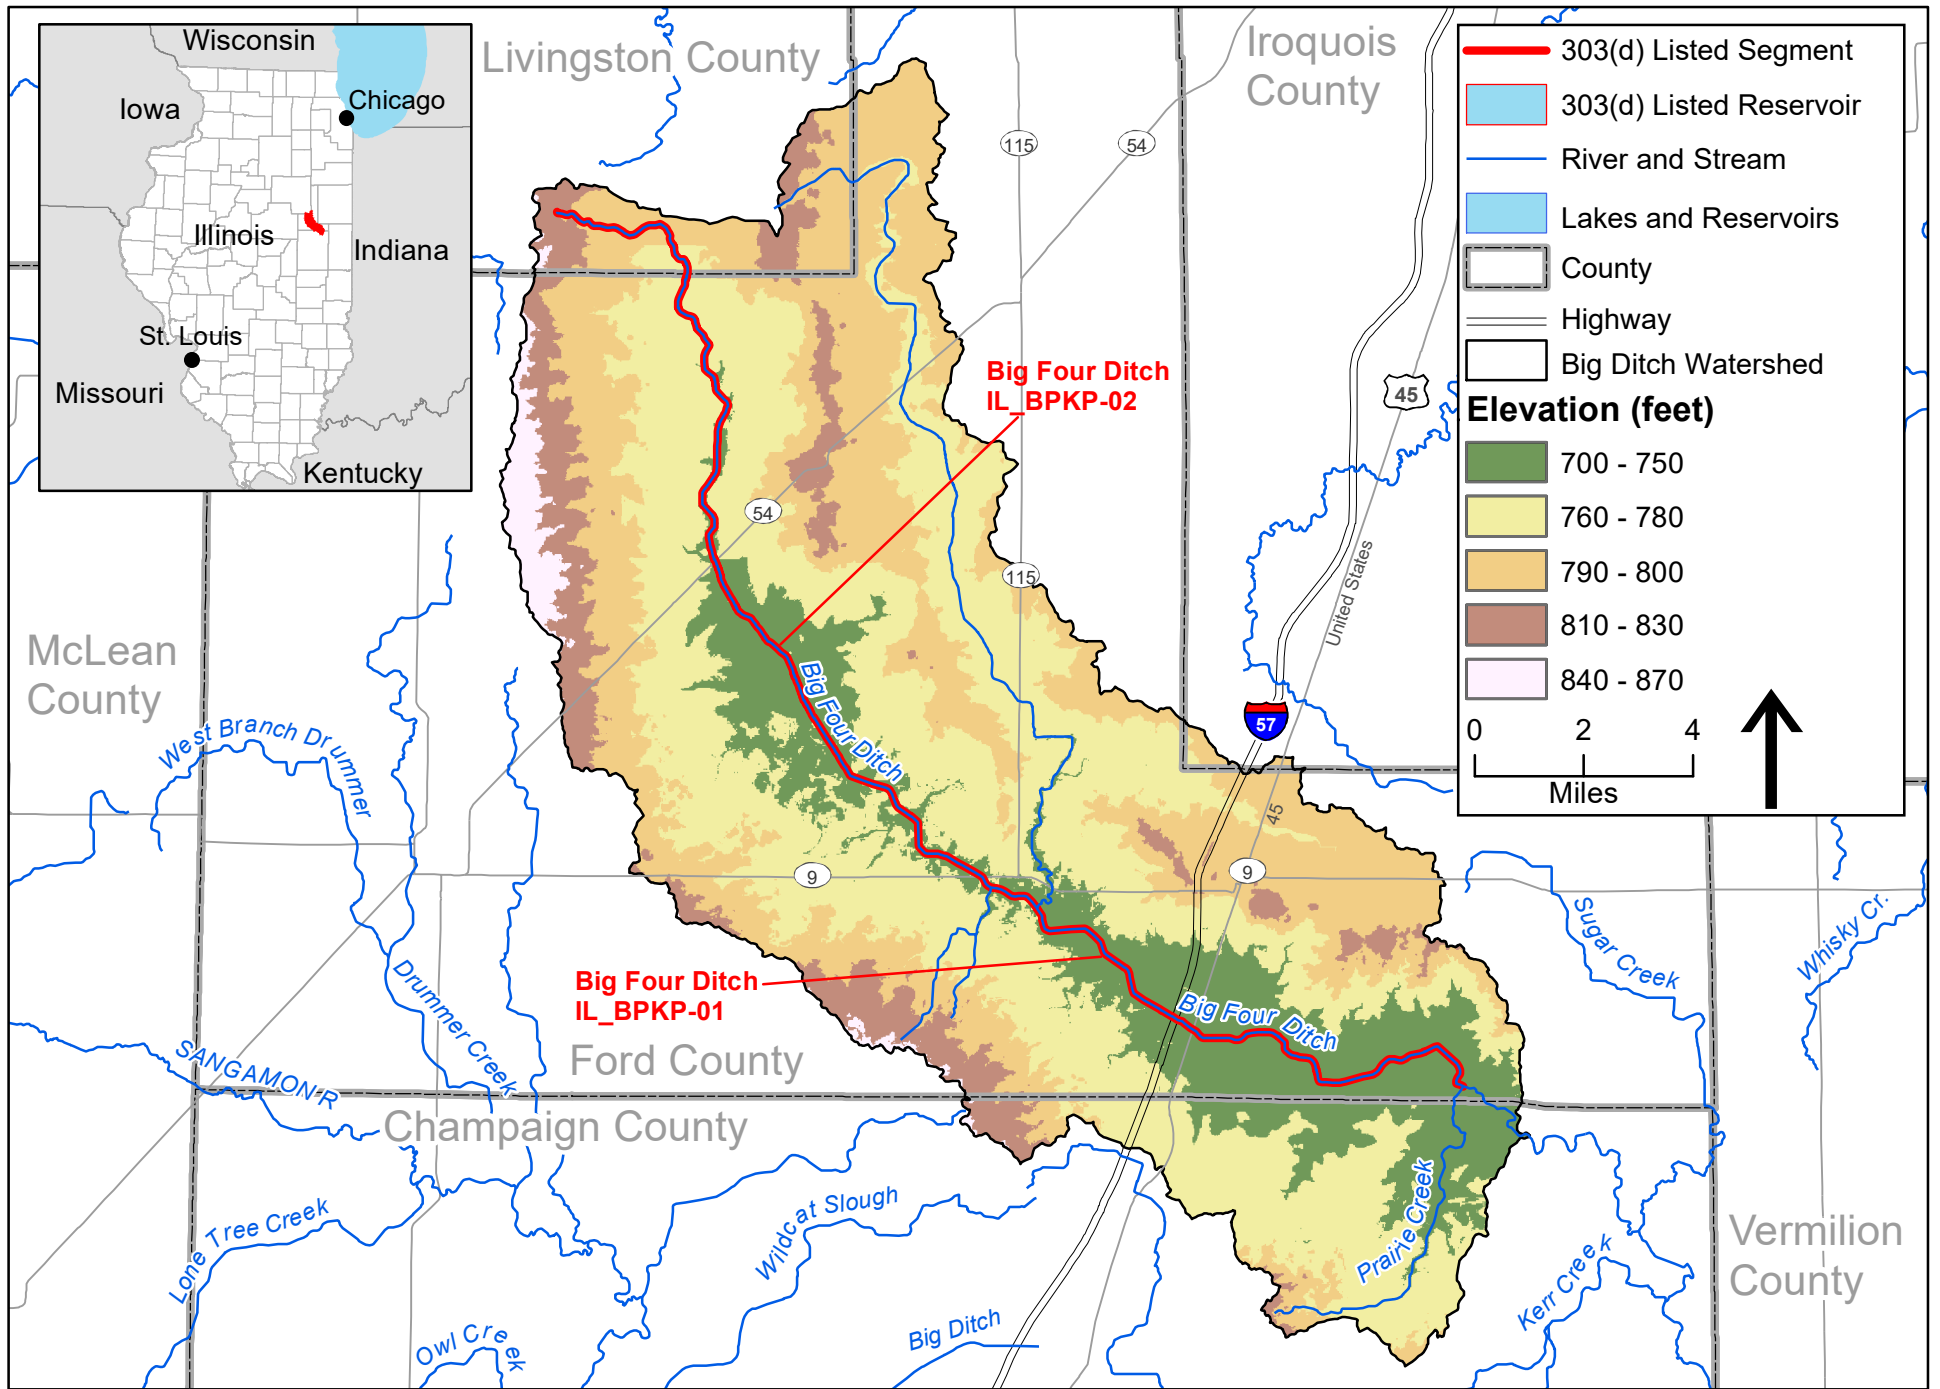 Wisconsin
Iowa
Chicago
Illinois
Indiana
St. Louis
Missouri
Kentucky
Livingston County
Iroquois
County
115
54
303(d) Listed Segment
303(d) Listed Reservoir
River and Stream
Lakes and Reservoirs
County
Highway
Big Ditch Watershed
Elevation (feet)
700 - 750
760 - 780
790 - 800
810 - 830
840 - 870
0 2 4
Miles
45
United States
Big Four Ditch
IL_BPKP-02
54
115
McLean
County
57
Big Four Ditch
West Branch Drummer
45
9
9
Sugar Creek
Whisky Cr.
Drummer Creek
Big Four Ditch
IL_BPKP-01
Big Four Ditch
Ford County
SANGAMON R
Champaign County
Lone Tree Creek
Wildcat Slough
Prairie Creek
Vermilion
County
Kerr Creek
Owl Creek
Big Ditch